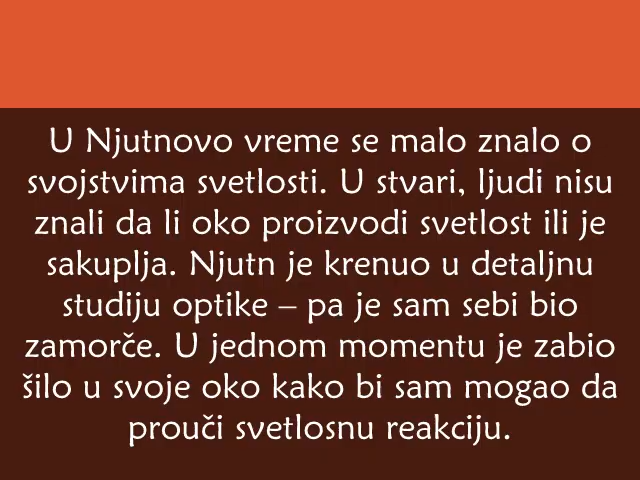 U Njutnovo vreme se malo znalo o
svojstvima svetlosti. U stvari, ljudi nisu
znali da li oko proizvodi svetlost ili je
sakuplja. Njutn je krenuo u detaljnu
studiju optike – pa je sam sebi bio
zamorče. U jednom momentu je zabio
šilo u svoje oko kako bi sam mogao da
prouči svetlosnu reakciju.